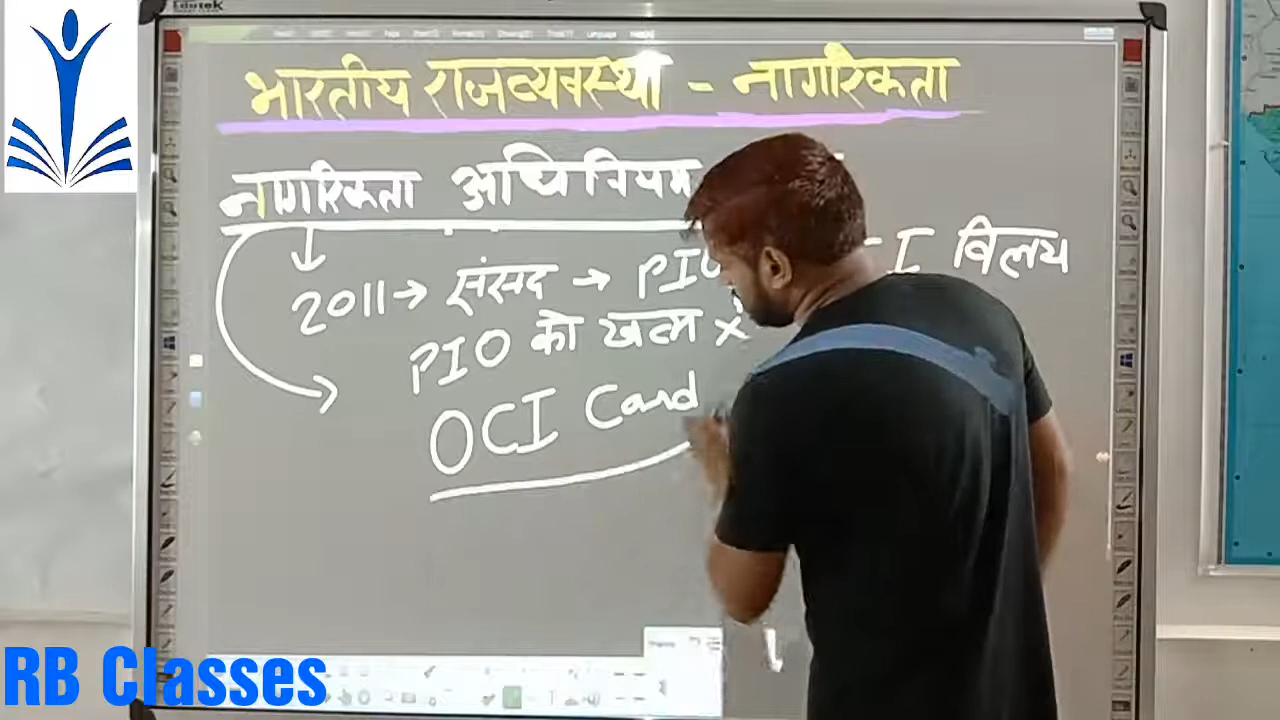 Edutek
भारतीय राजव्यवस्था - नागरिकता
नागरिकता अधिनियम
2011→ संसद → PIO I विलय
PIO को खत्म x
OCI Card
RB Classes